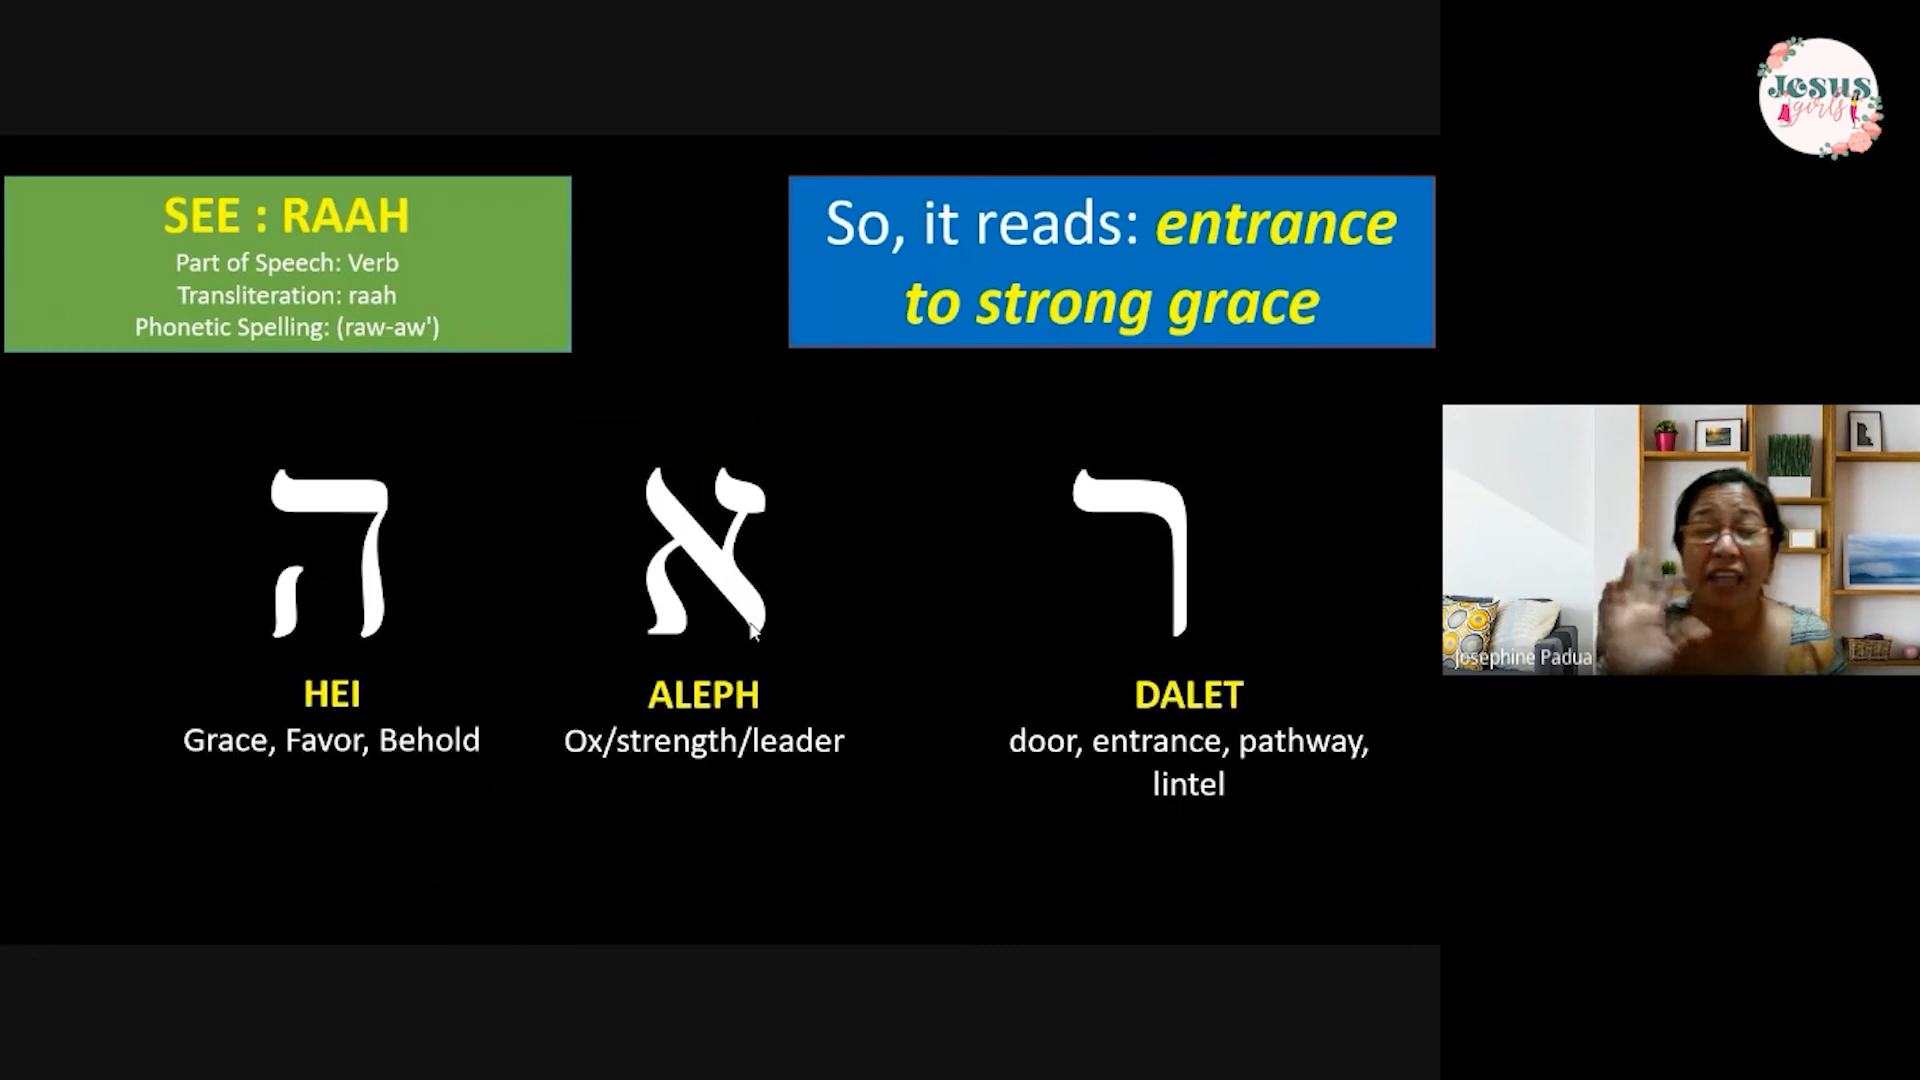 Jesus
girls
SEE : RAAH
Part of Speech: Verb
Transliteration: raah
Phonetic Spelling: (raw-aw')
So, it reads: entrance
to strong grace
ה א ר
HEI
Grace, Favor, Behold
ALEPH
Ox/strength/leader
DALET
door, entrance, pathway,
lintel
Josephine Padua